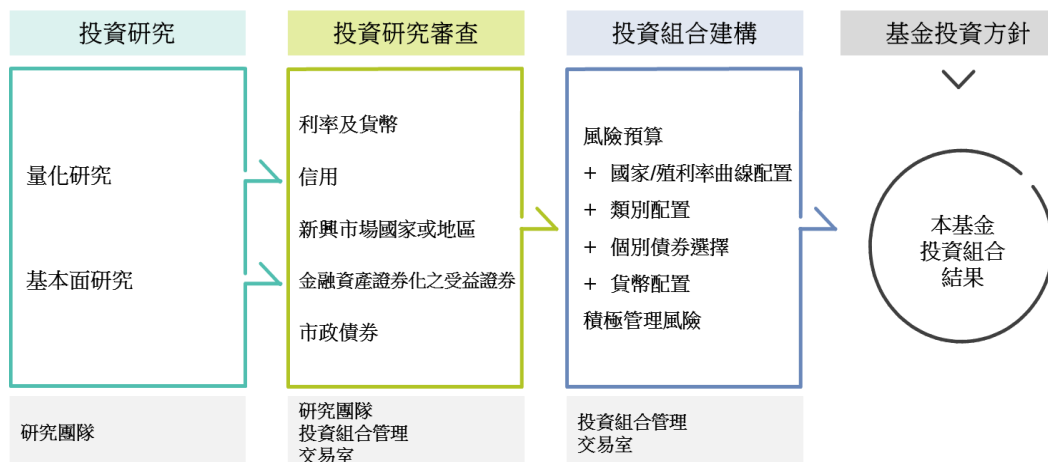 投資研究
量化研究
基本面研究
研究團隊
投資研究審查
利率及貨幣
信用
新興市場國家或地區
金融資產證券化之受益證券
市政債券
研究團隊
投資組合管理
交易室
投資組合建構
風險預算
+ 國家/殖利率曲線配置
+ 類別配置
+ 個別債券選擇
+ 貨幣配置
積極管理風險
投資組合管理
交易室
基金投資方針
本基金
投資組合
結果